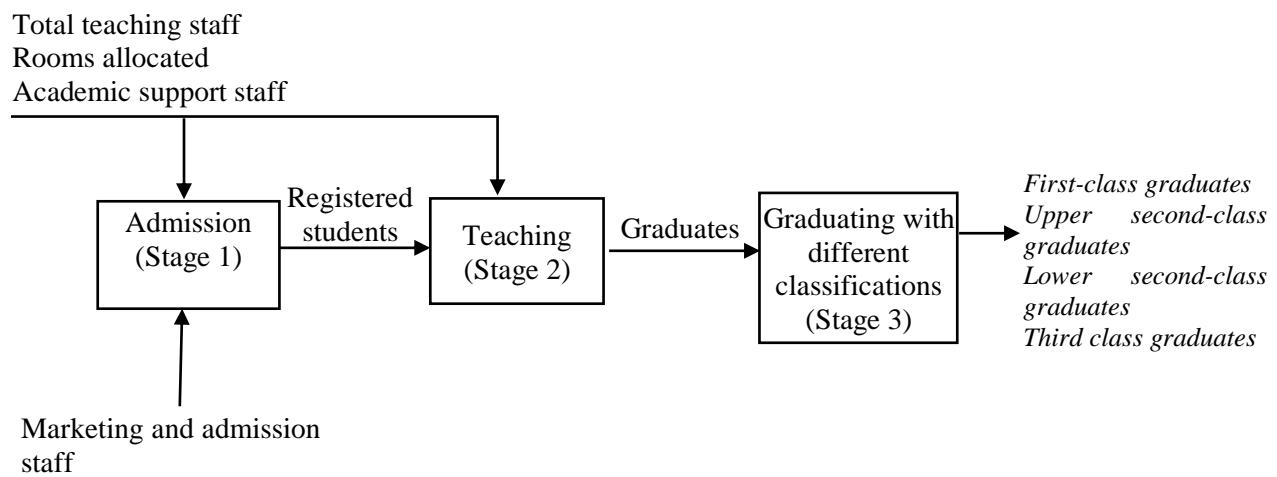 Total teaching staff
Rooms allocated
Academic support staff
Admission
(Stage 1)
Registered
students
Teaching
(Stage 2)
Graduates
Graduating with
different
classifications
(Stage 3)
First-class graduates
Upper second-class
graduates
Lower second-class
graduates
Third class graduates
Marketing and admission
staff